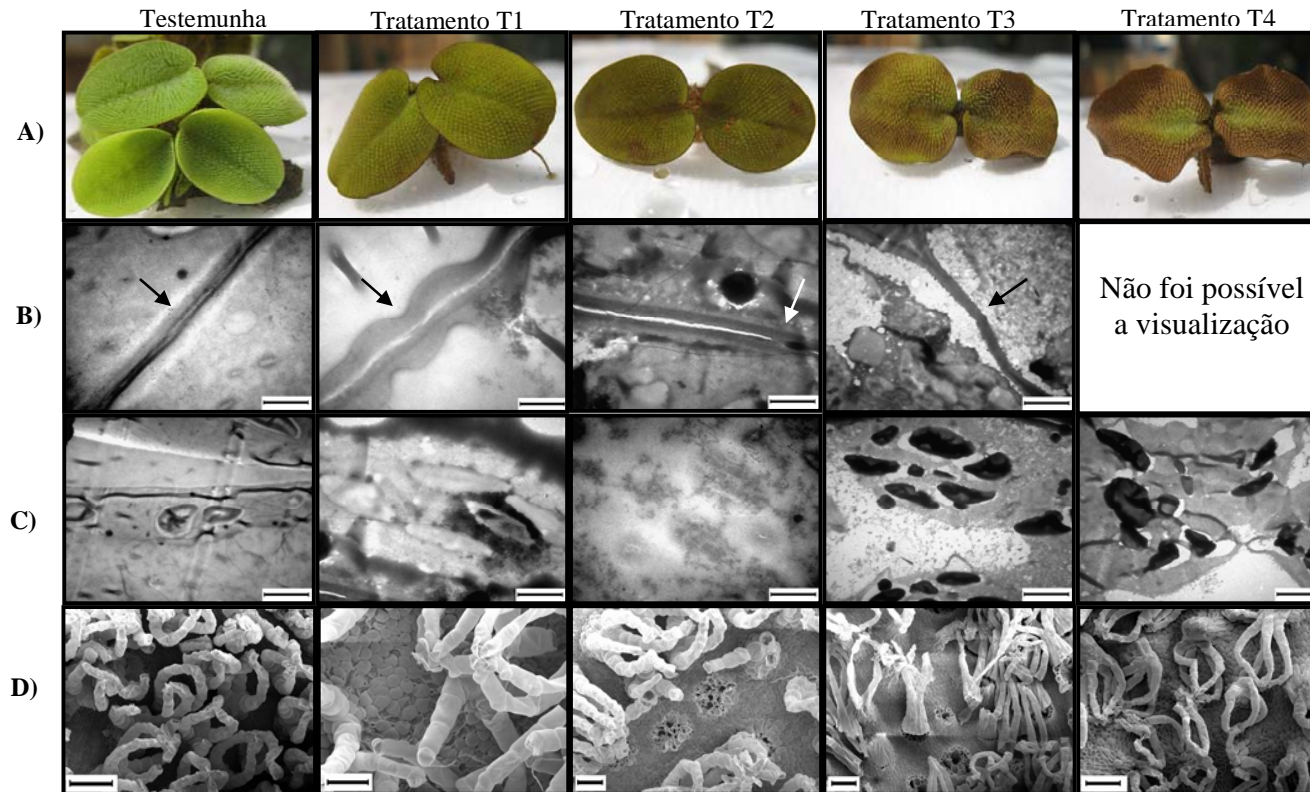 Testemunha
Tratamento T1
Tratamento T2
Tratamento T3
Tratamento T4
A)
B)
Não foi possível
a visualização
C)
D)